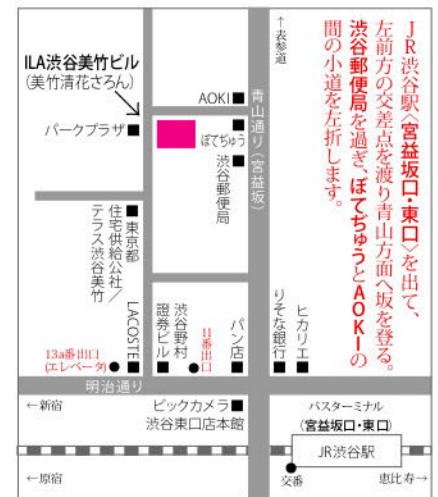 JR渋谷駅〈宮益坂口・東口〉を出て、
左前方の交差点を渡り青山方面へ坂を登る。
渋谷郵便局を過ぎ、ぼてぢゅうとAOKIの
間の小道を左折します。
↑表参道
ILA渋谷美竹ビル
(美竹清花さろん)
AOKI
青山通り(宮益坂)
パークプラザ
ぼてぢゅう
渋谷郵便局
東京都
住宅供給公社/
テラス渋谷美竹
LACOSTE
渋谷野村
證券ビル
11番出口
パン店
りそな銀行
ヒカリエ
13a番出口
(エレベータ)
明治通り
←新宿
ビックカメラ
渋谷東口店本館
バスターミナル
(宮益坂口・東口)
JR渋谷駅
←原宿
交番
恵比寿→